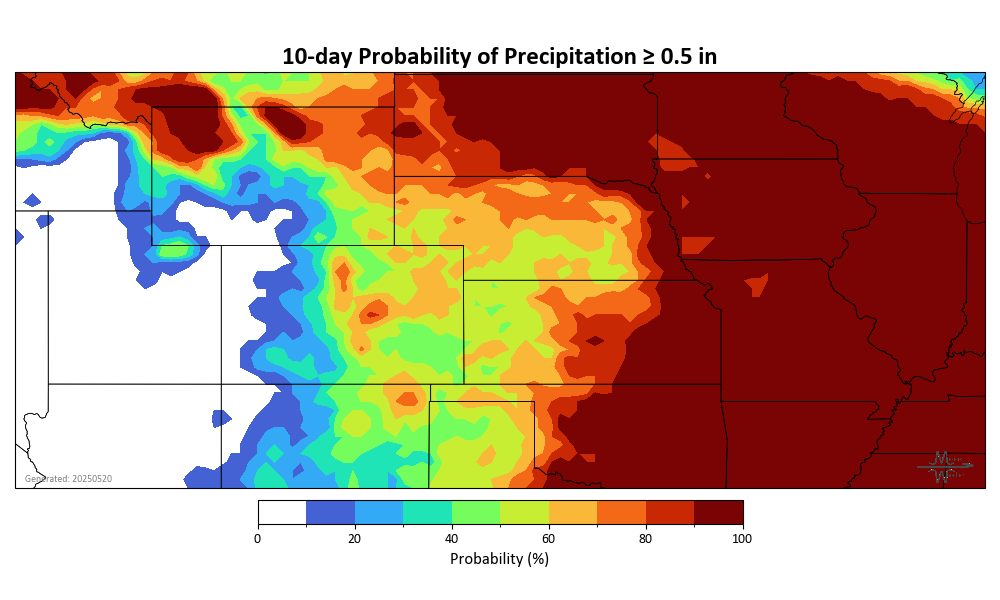 10-day Probability of Precipitation ≥ 0.5 in
Generated: 20250520
0 20 40 60 80 100
Probability (%)